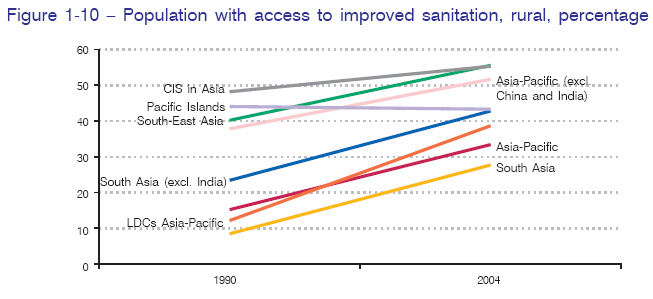 Figure 1-10 – Population with access to improved sanitation, rural, percentage
60
50
40
30
20
10
0
CIS in Asia
Pacific Islands
South-East Asia
South Asia (excl. India)
LDCs Asia-Pacific
Asia-Pacific (excl
China and India)
Asia-Pacific
South Asia
1990
2004